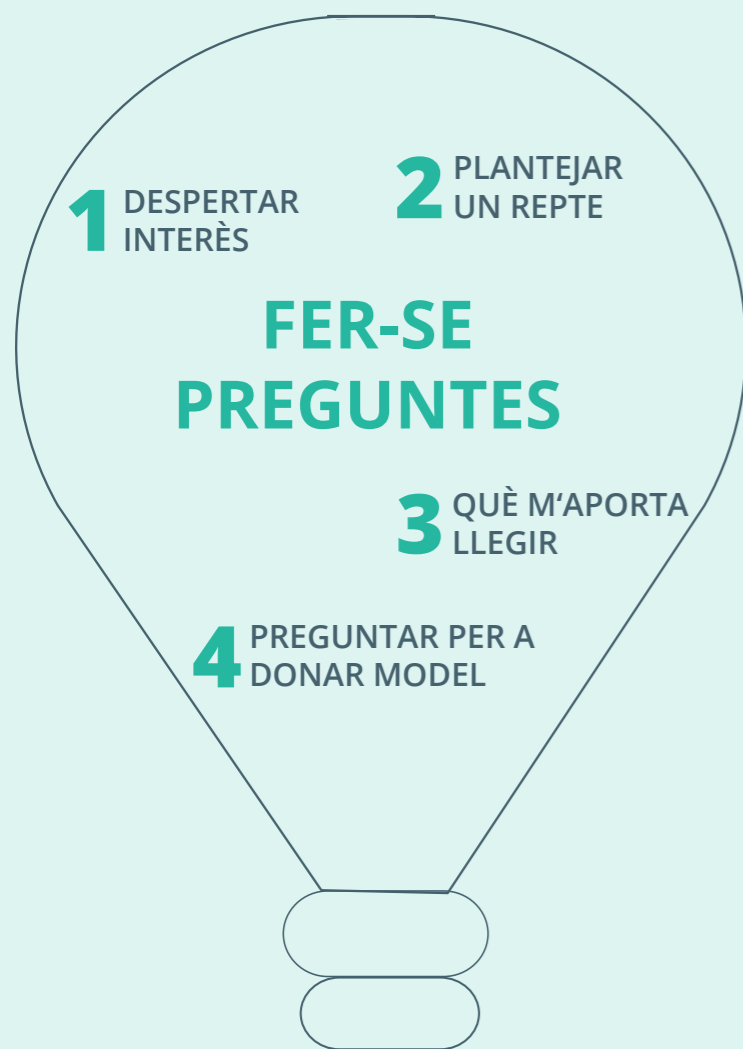 1 DESPERTAR
INTERÈS
2 PLANTEJAR
UN REPTE
FER-SE
PREGUNTES
3 QUÈ M‘APORTA
LLEGIR
4 PREGUNTAR PER A
DONAR MODEL